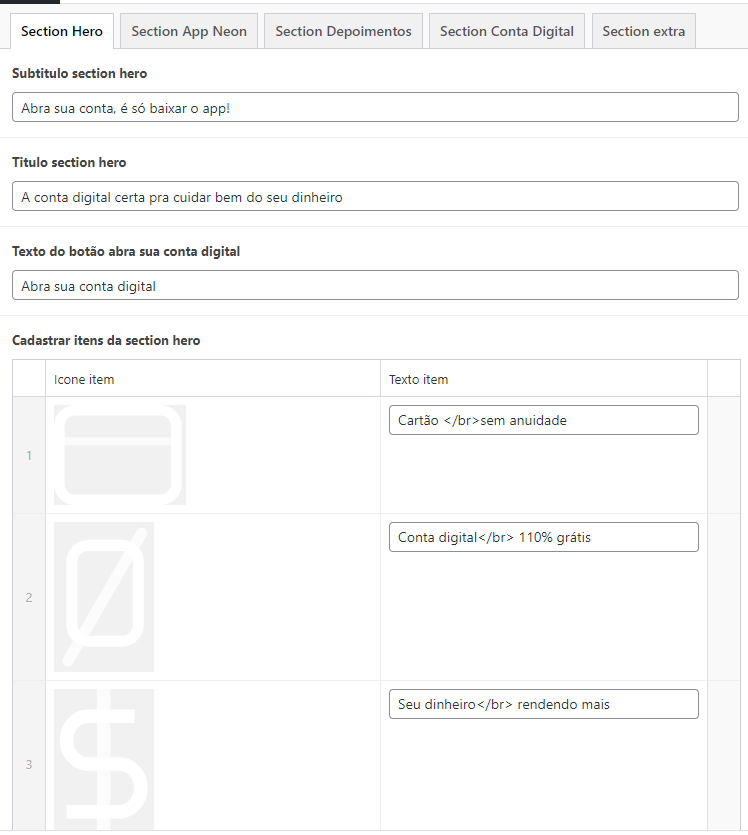 Section Hero Section App Neon Section Depoimentos Section Conta Digital Section extra
Subtitulo section hero
Abra sua conta, é só baixar o app!
Titulo section hero
A conta digital certa pra cuidar bem do seu dinheiro
Texto do botão abra sua conta digital
Abra sua conta digital
Cadastrar itens da section hero
Icone item Texto item
1 Cartão </br>sem anuidade
2 Conta digital</br> 110% grátis
3 Seu dinheiro</br> rendendo mais